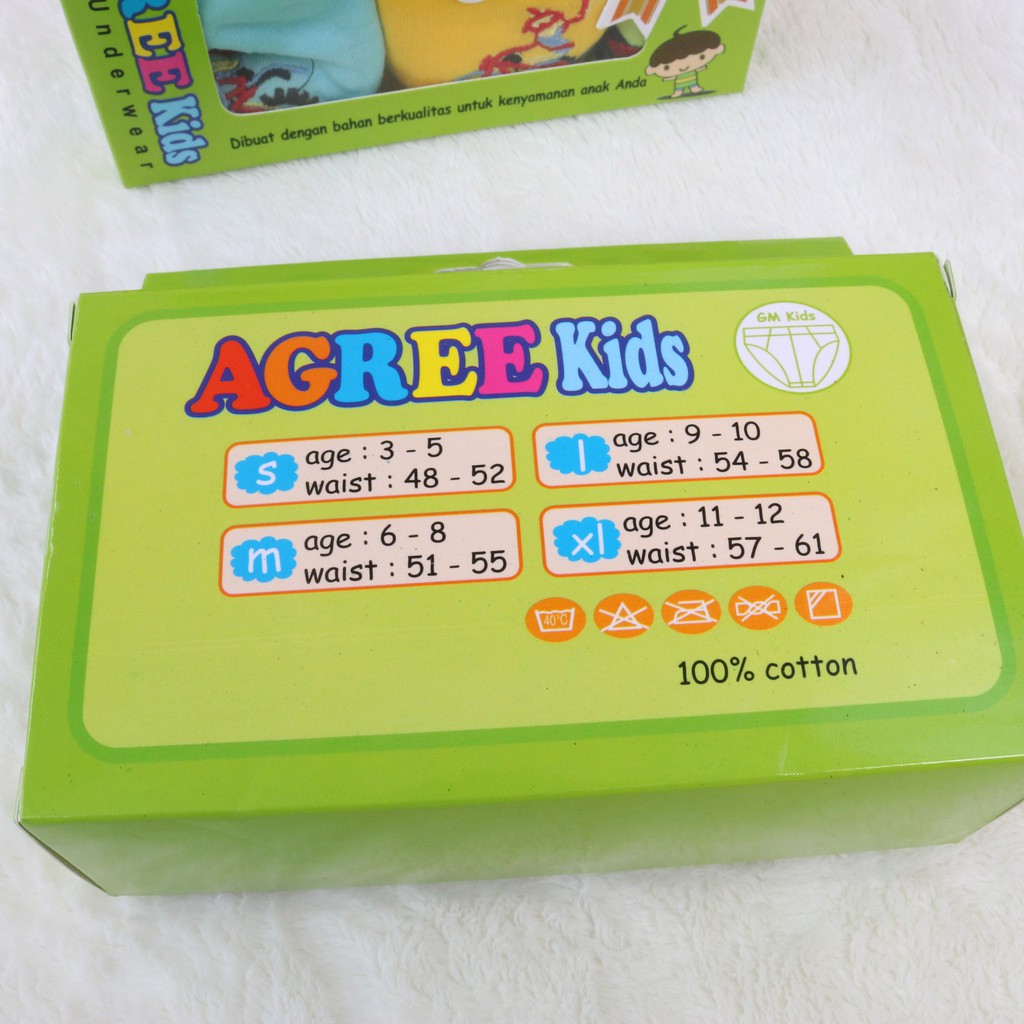 REE Kids
underwear
Dibuat dengan bahan berkualitas untuk kenyamanan anak Anda
AGREE Kids
GM Kids
s
age : 3 - 5
waist : 48 - 52
l
age : 9 - 10
waist : 54 - 58
m
age : 6 - 8
waist : 51 - 55
xl
age : 11 - 12
waist : 57 - 61
40°C
100% cotton